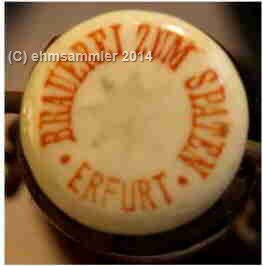 (C) ehmsammler 2014
BRAUEREI ZUM SPATEN
• ERFURT •